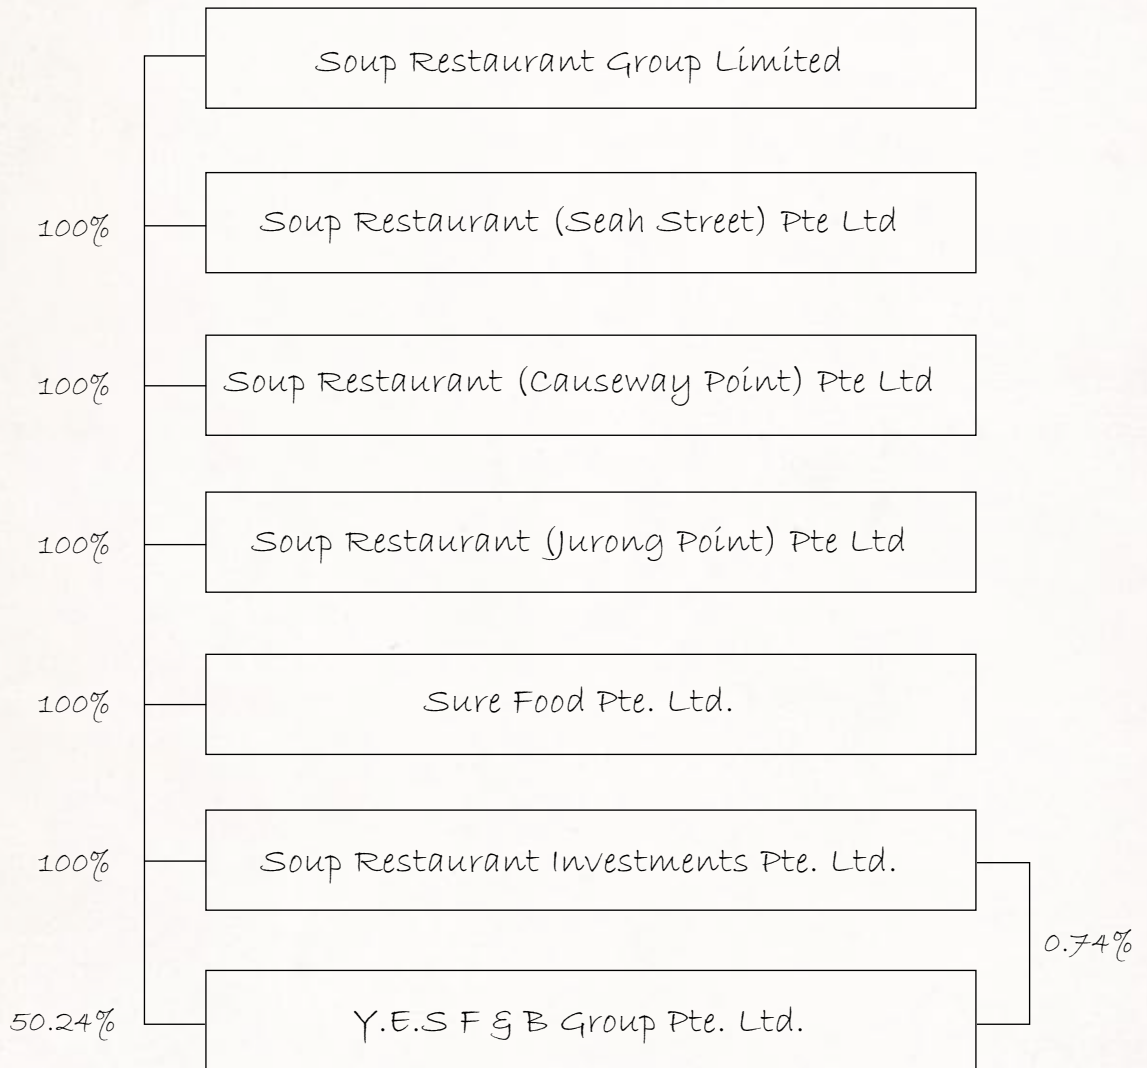 Soup Restaurant Group Limited
100%
Soup Restaurant (Seah Street) Pte Ltd
100%
Soup Restaurant (Causeway Point) Pte Ltd
100%
Soup Restaurant (Jurong Point) Pte Ltd
100%
Sure Food Pte. Ltd.
100%
Soup Restaurant Investments Pte. Ltd.
0.74%
50.24%
Y.E.S F & B Group Pte. Ltd.